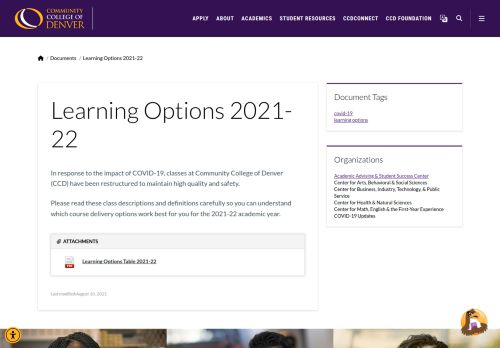 COMMUNITY
COLLEGE OF
DENVER
APPLY ABOUT ACADEMICS STUDENT RESOURCES CCDCONNECT CCD FOUNDATION
/ Documents / Learning Options 2021-22
Learning Options 2021-
22
In response to the impact of COVID-19, classes at Community College of Denver
(CCD) have been restructured to maintain high quality and safety.
Please read these class descriptions and definitions carefully so you can understand
which course delivery options work best for you for the 2021-22 academic year.
ATTACHMENTS
Learning Options Table 2021-22
Last modified August 10, 2021
Document Tags
covid-19
learning options
Organizations
Academic Advising & Student Success Center
Center for Arts, Behavioral & Social Sciences
Center for Business, Industry, Technology, & Public
Service
Center for Health & Natural Sciences
Center for Math, English & the First-Year Experience
COVID-19 Updates